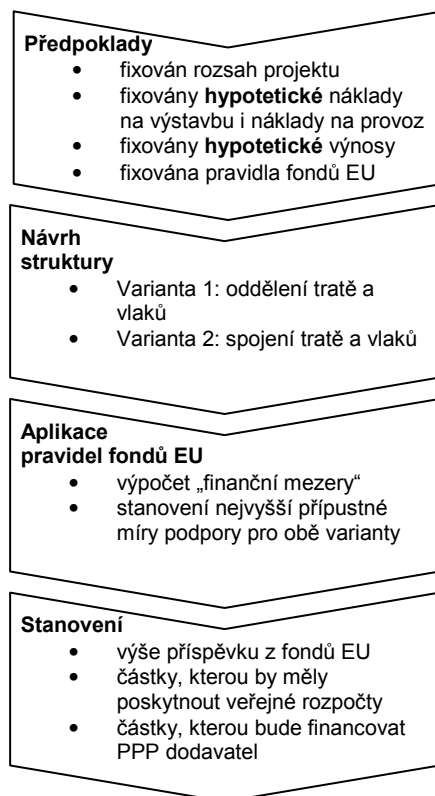 Předpoklady
• fixován rozsah projektu
• fixovány hypotetické náklady
na výstavbu i náklady na provoz
• fixovány hypotetické výnosy
• fixována pravidla fondů EU
Návrh
struktury
• Varianta 1: oddělení tratě a
vlaků
• Varianta 2: spojení tratě a vlaků
Aplikace
pravidel fondů EU
• výpočet „finanční mezery“
• stanovení nejvyšší přípustné
míry podpory pro obě varianty
Stanovení
• výše příspěvku z fondů EU
• částky, kterou by měly
poskytnout veřejné rozpočty
• částky, kterou bude financovat
PPP dodavatel